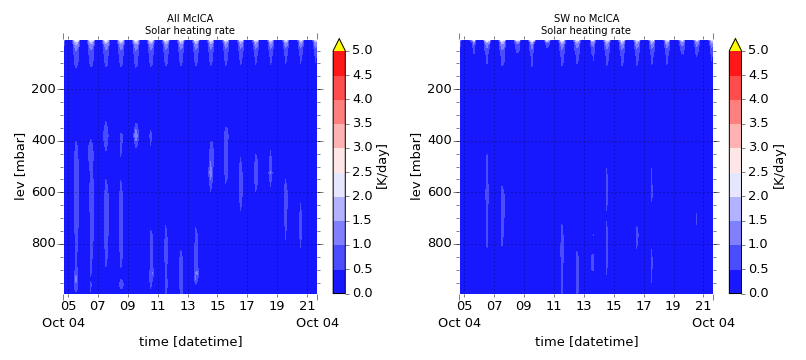 All McICA
Solar heating rate
lev [mbar]
200
400
600
800
05 07 09 11 13 15 17 19 21
Oct 04 Oct 04
time [datetime]
5.0
4.5
4.0
3.5
3.0
2.5
2.0
1.5
1.0
0.5
0.0
[K/day]
SW no McICA
Solar heating rate
lev [mbar]
200
400
600
800
05 07 09 11 13 15 17 19 21
Oct 04 Oct 04
time [datetime]
5.0
4.5
4.0
3.5
3.0
2.5
2.0
1.5
1.0
0.5
0.0
[K/day]